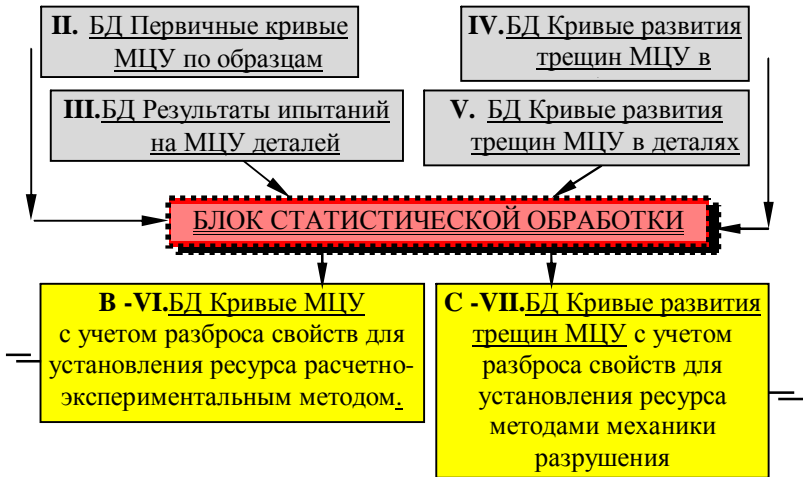 II. БД Первичные кривые
МЦУ по образцам
IV.БД Кривые развития
трещин МЦУ в
III.БД Результаты ипытаний
на МЦУ деталей
V. БД Кривые развития
трещин МЦУ в деталях
БЛОК СТАТИСТИЧЕСКОЙ ОБРАБОТКИ
В -VI.БД Кривые МЦУ
с учетом разброса свойств для
установления ресурса расчетно-
экспериментальным методом.
С -VII.БД Кривые развития
трещин МЦУ с учетом
разброса свойств для
установления ресурса
методами механики
разрушения